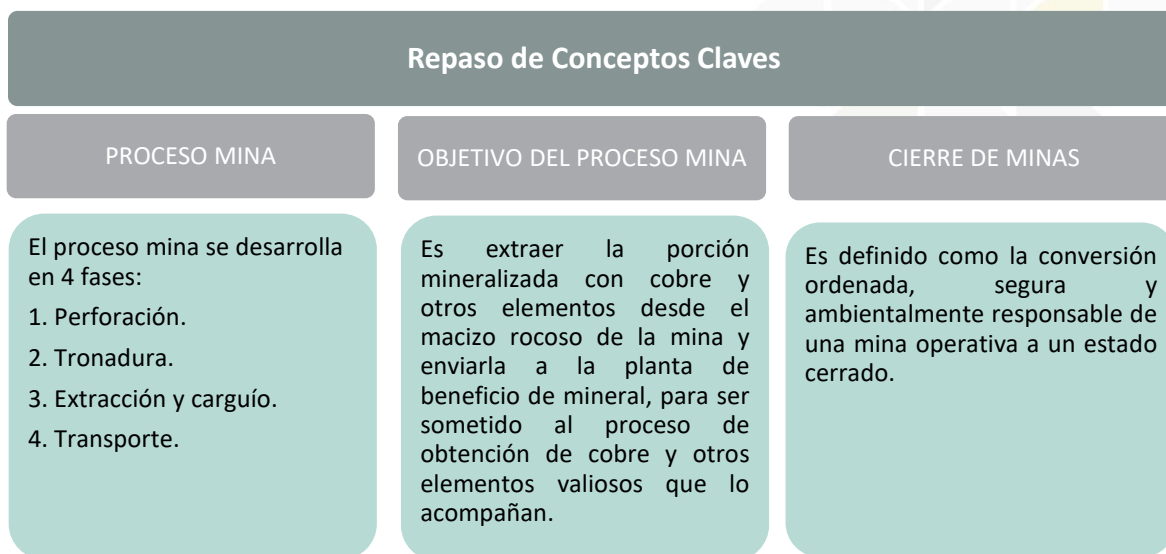 Repaso de Conceptos Claves
PROCESO MINA
El proceso mina se desarrolla
en 4 fases:
1. Perforación.
2. Tronadura.
3. Extracción y carguío.
4. Transporte.
OBJETIVO DEL PROCESO MINA
Es extraer la porción
mineralizada con cobre y
otros elementos desde el
macizo rocoso de la mina y
enviarla a la planta de
beneficio de mineral, para ser
sometido al proceso de
obtención de cobre y otros
elementos valiosos que lo
acompañan.
CIERRE DE MINAS
Es definido como la conversión
ordenada, segura y
ambientalmente responsable de
una mina operativa a un estado
cerrado.